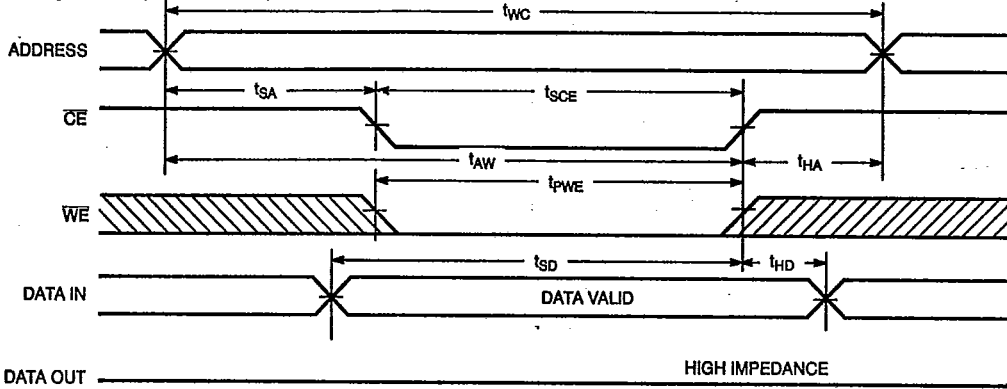 tWC
ADDRESS
tSA
tSCE
CE
tAW
tHA
tPWE
WE
tSD
tHD
DATA IN
DATA VALID
HIGH IMPEDANCE
DATA OUT